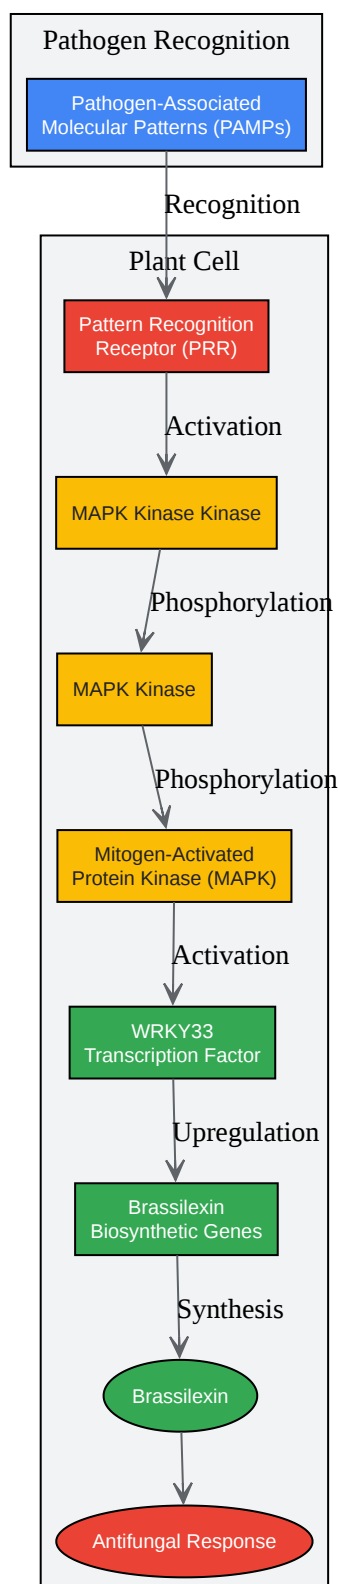 Pathogen Recognition
Pathogen-Associated
Molecular Patterns (PAMPs)
Recognition
Plant Cell
Pattern Recognition
Receptor (PRR)
Activation
MAPK Kinase Kinase
Phosphorylation
MAPK Kinase
Phosphorylation
Mitogen-Activated
Protein Kinase (MAPK)
Activation
WRKY33
Transcription Factor
Upregulation
Brassilexin
Biosynthetic Genes
Synthesis
Brassilexin
Antifungal Response